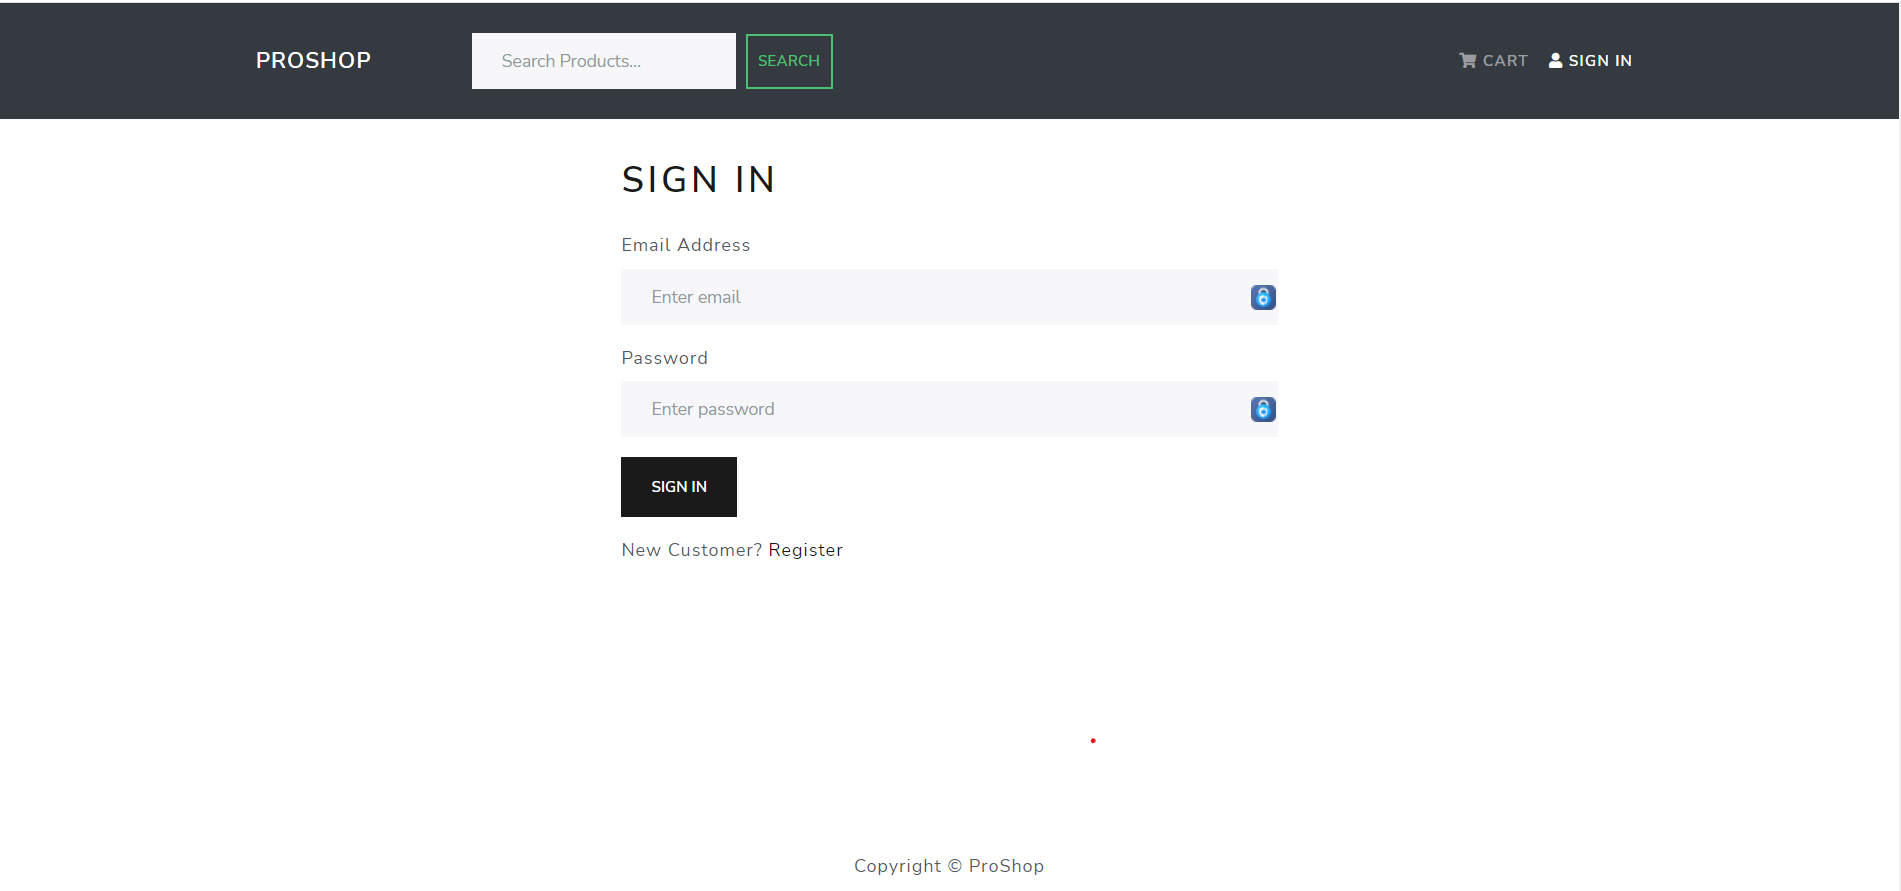 PROSHOP Search Products... SEARCH CART SIGN IN
SIGN IN
Email Address
Enter email
Password
Enter password
SIGN IN
New Customer? Register
Copyright © ProShop